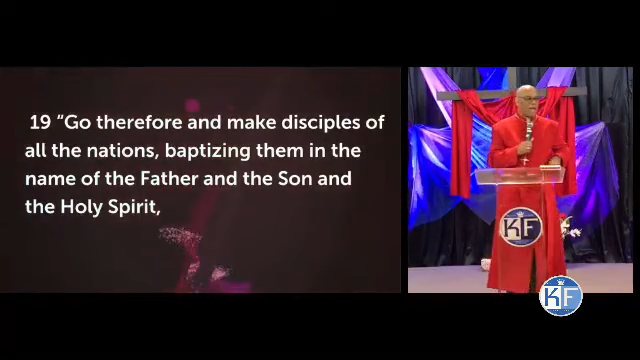 19 “Go therefore and make disciples of
all the nations, baptizing them in the
name of the Father and the Son and
the Holy Spirit,
KF
KF